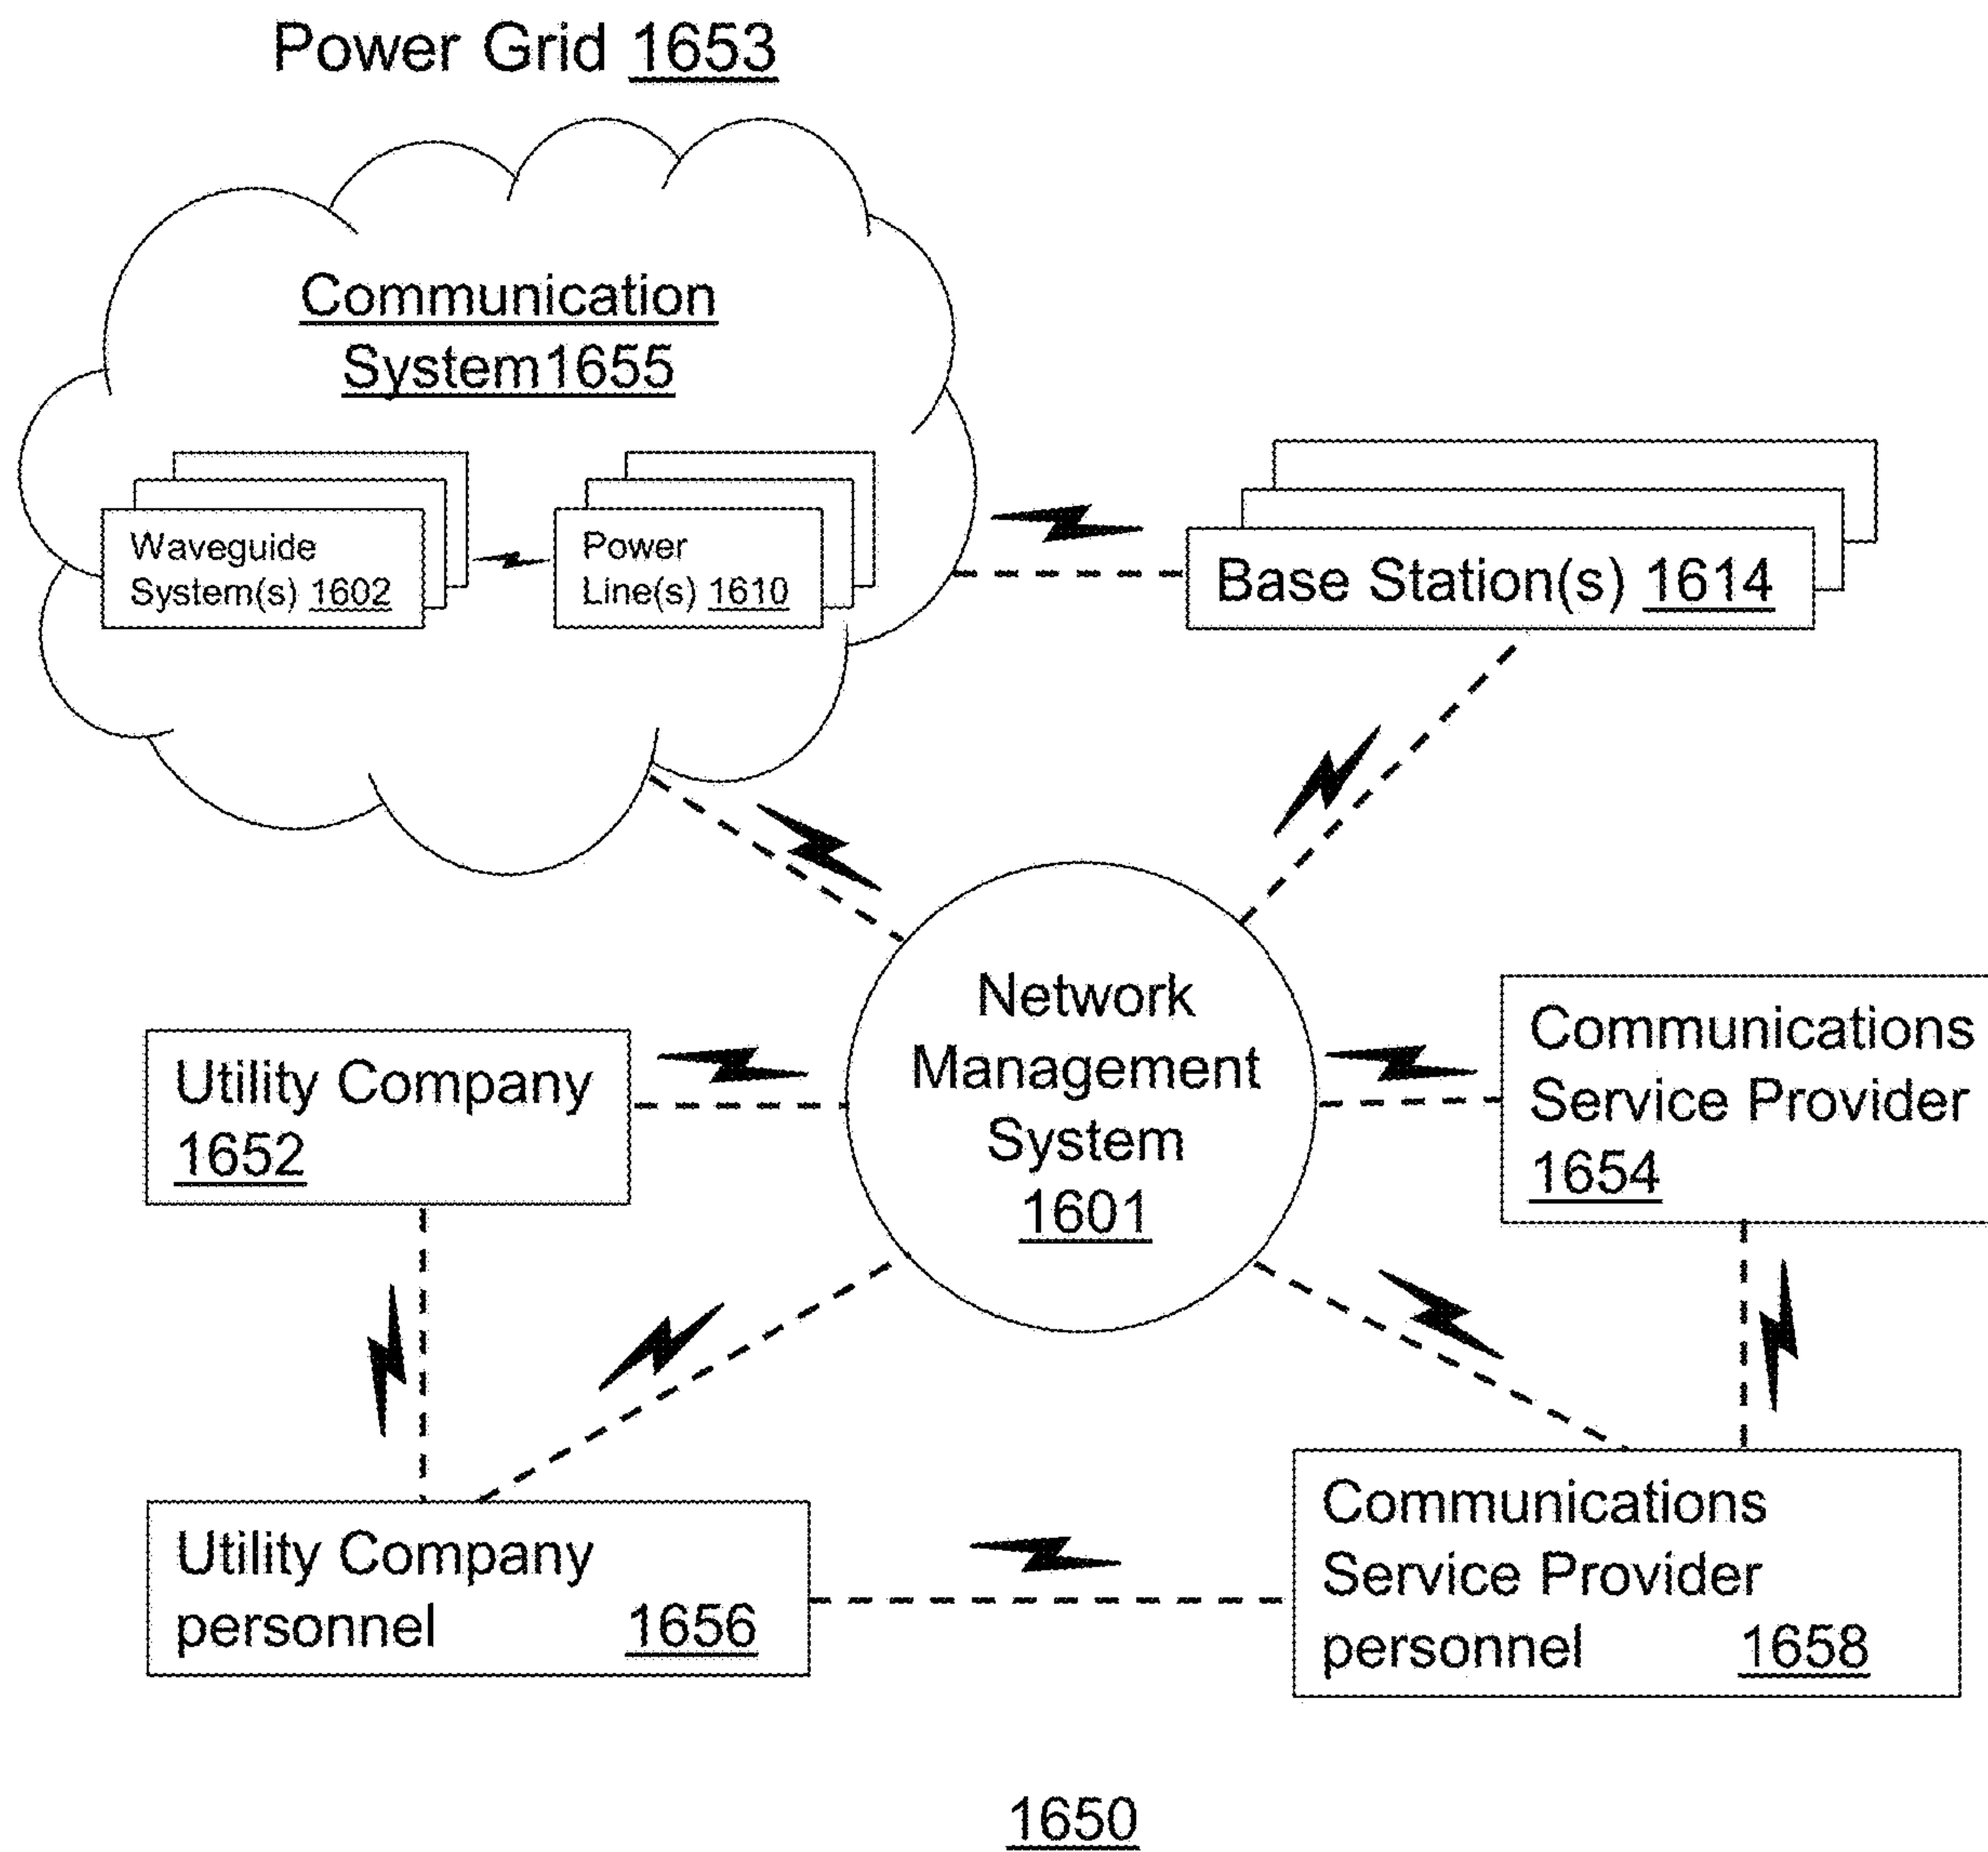 Power Grid 1653
Communication
System1655
Waveguide
System(s) 1602
Power
Line(s) 1610
Base Station(s) 1614
Network
Management
System
1601
Utility Company
1652
Communications
Service Provider
1654
Utility Company
personnel 1656
Communications
Service Provider
personnel 1658
1650